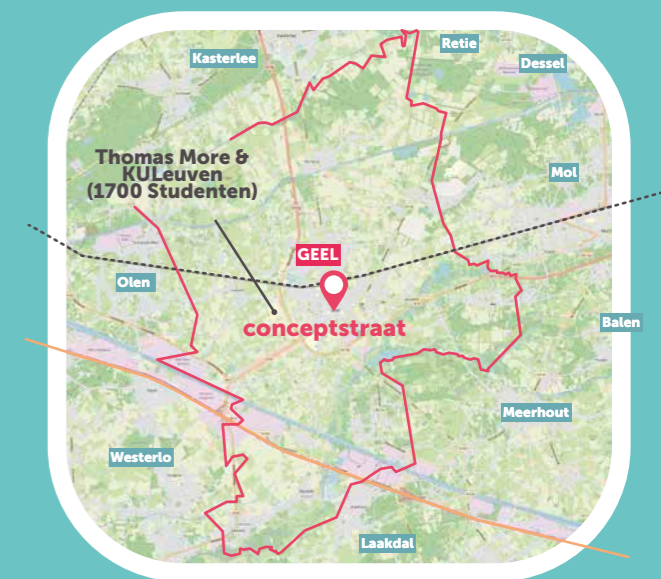 Retie
Kasterlee
Dessel
Thomas More &
KULeuven
(1700 Studenten)
Mol
GEEL
Olen
conceptstraat
Balen
Meerhout
Westerlo
Laakdal